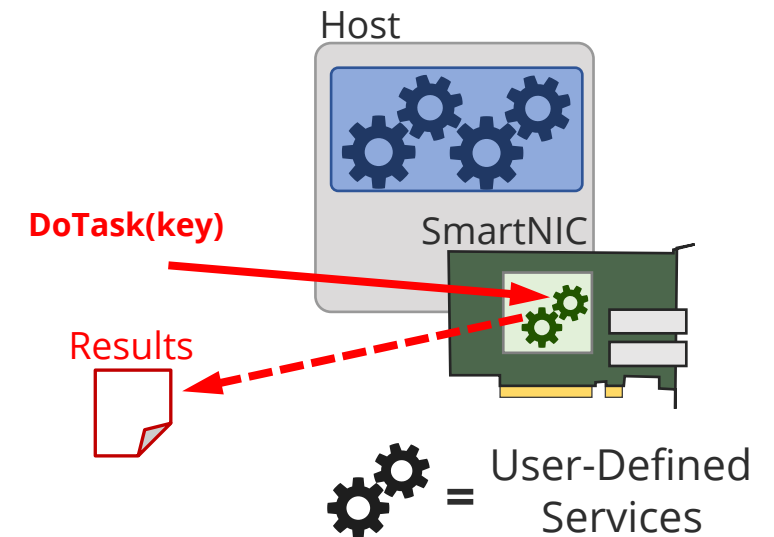 Host
DoTask(key)
SmartNIC
Results
= User-Defined
Services